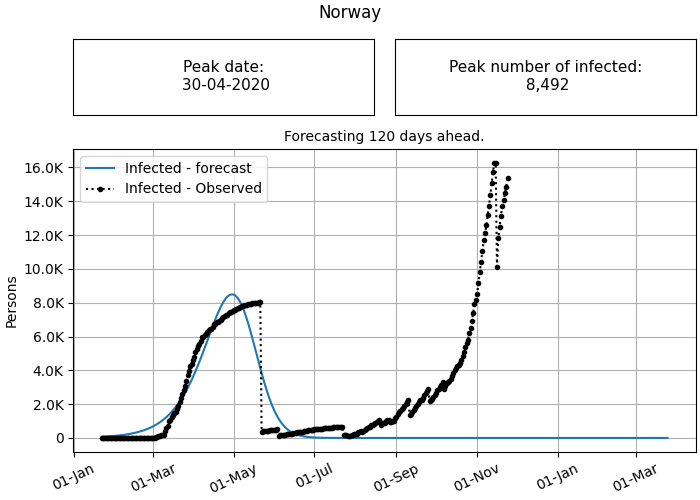 Norway
Peak date:
30-04-2020
Peak number of infected:
8,492
Forecasting 120 days ahead.
Infected - forecast
Infected - Observed
16.0K
14.0K
12.0K
10.0K
8.0K
6.0K
4.0K
2.0K
0
Persons
01-Jan
01-Mar
01-May
01-Jul
01-Sep
01-Nov
01-Jan
01-Mar